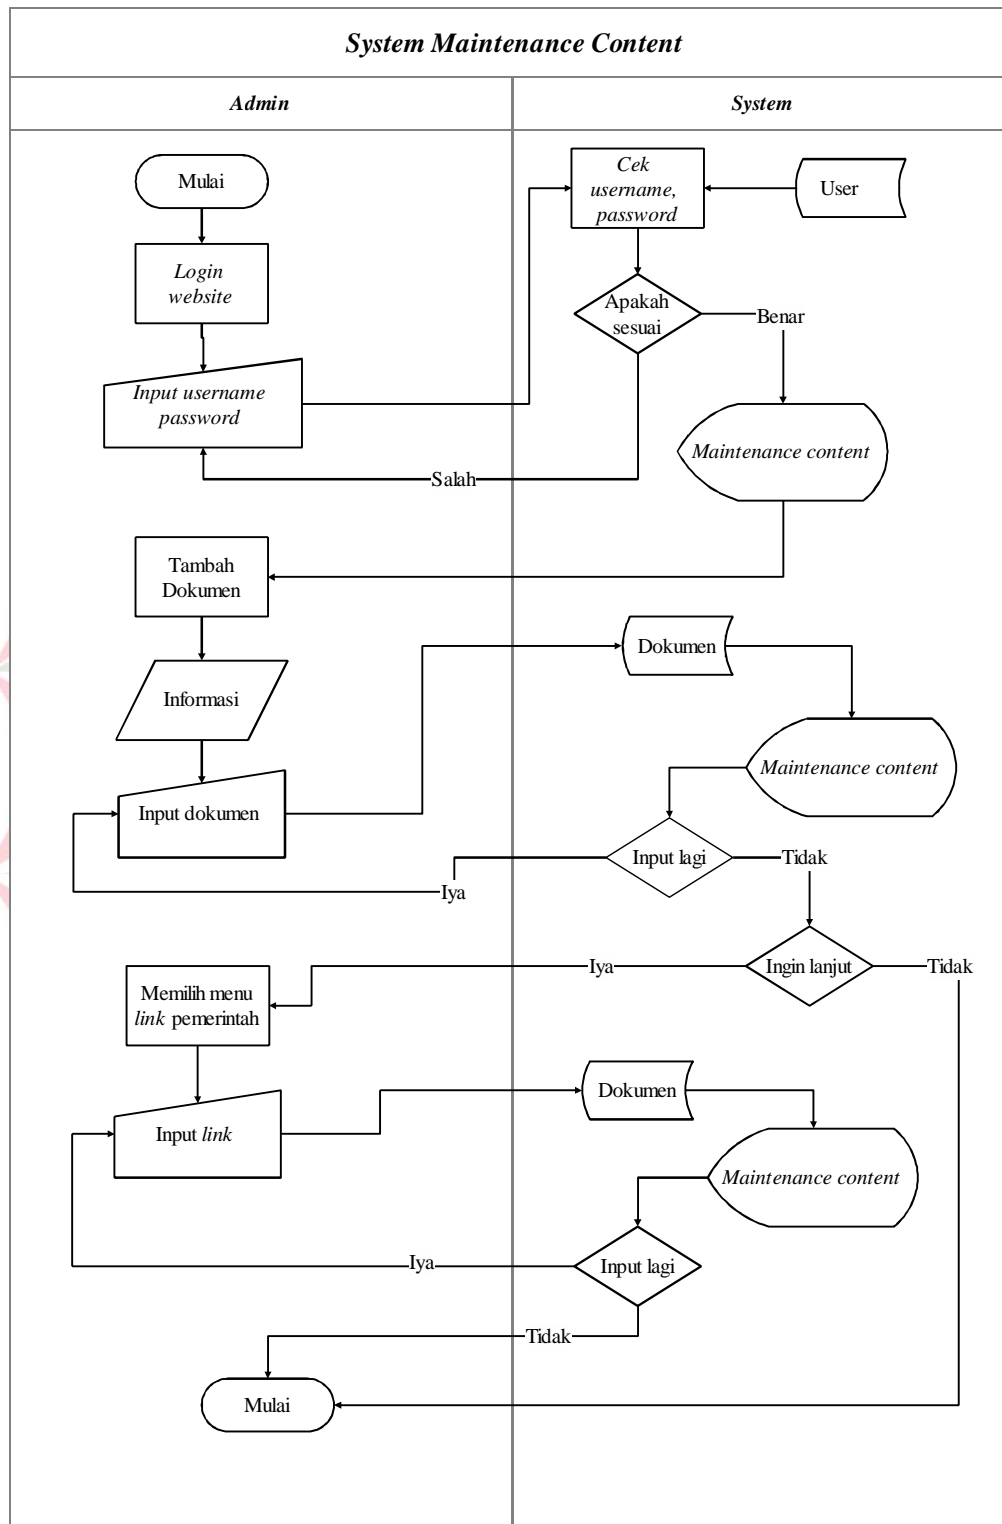 System Maintenance Content
Admin
System
Mulai
Cek
username,
password
User
Login
website
Apakah
sesuai
Benar
Input username
password
Maintenance content
Salah
Tambah
Dokumen
Dokumen
Informasi
Maintenance content
Input dokumen
Input lagi
Tidak
Iya
Memilih menu
link pemerintah
Iya
Ingin lanjut
Tidak
Dokumen
Input link
Maintenance content
Iya
Input lagi
Tidak
Mulai